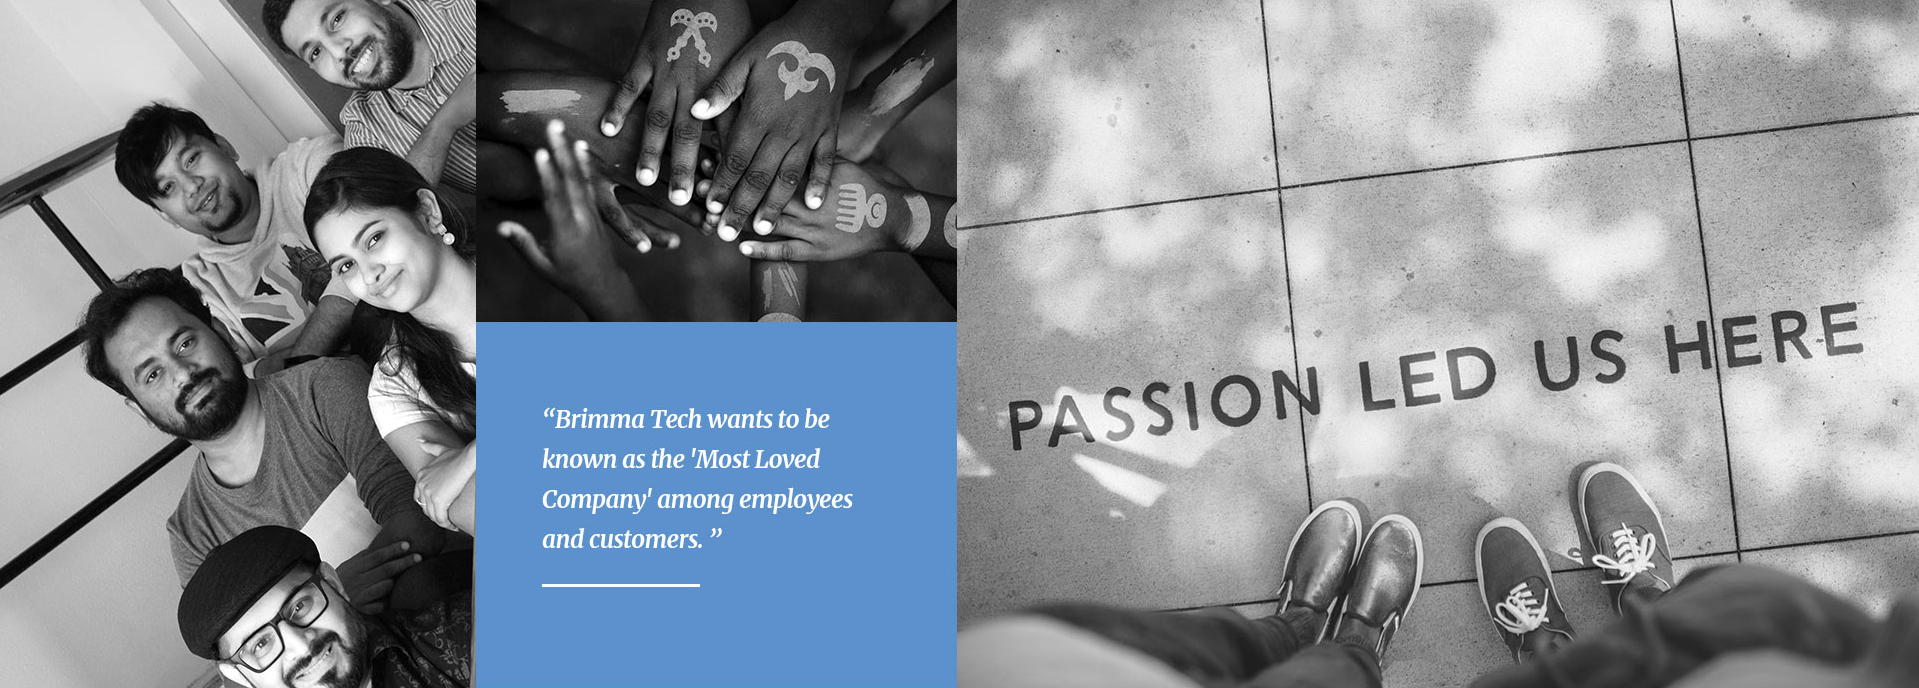 “Brimma Tech wants to be
known as the 'Most Loved
Company' among employees
and customers. ”
PASSION LED US HERE